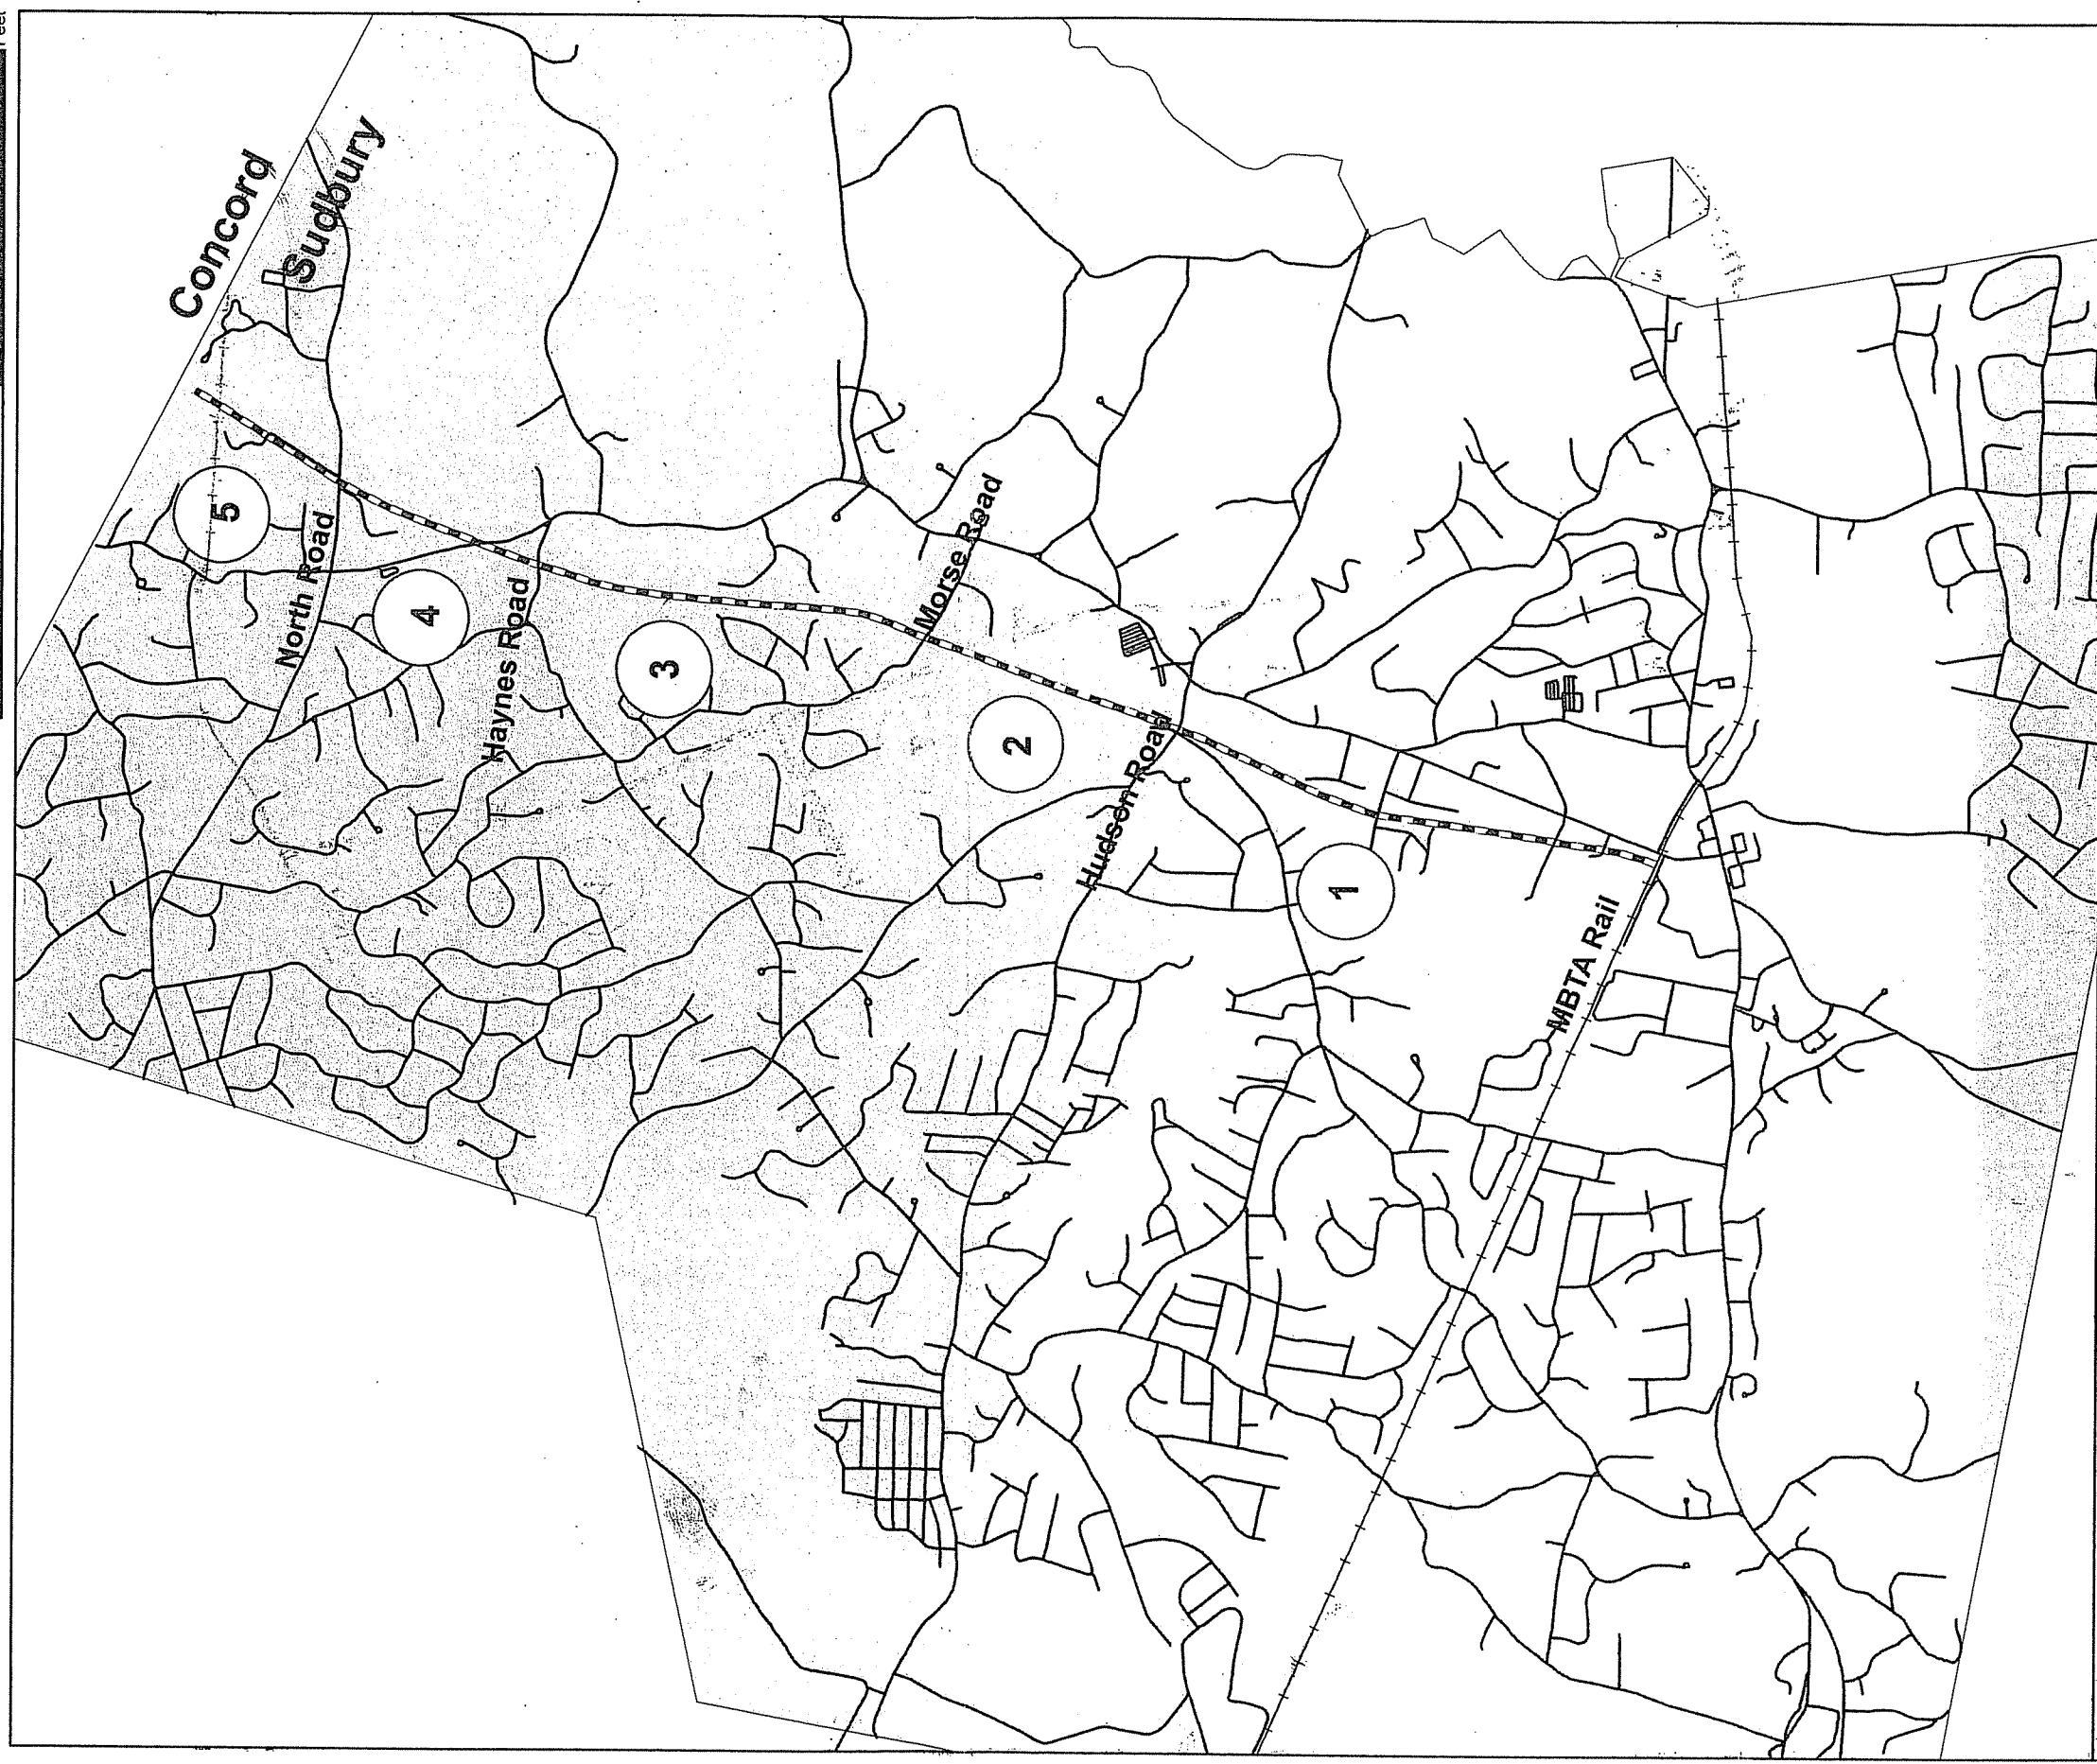 Concord
Sudbury
5
North Road
4
Haynes Road
3
Morse Road
2
Hudson Road
1
MBTA Rail